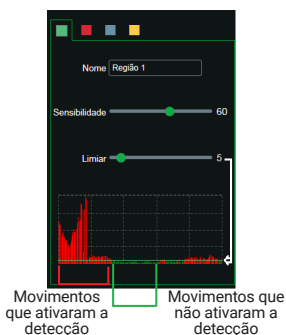 Nome Região 1
Sensibilidade 60
Limiar 5
Movimentos
que ativaram a
detecção
Movimentos que
não ativaram a
detecção